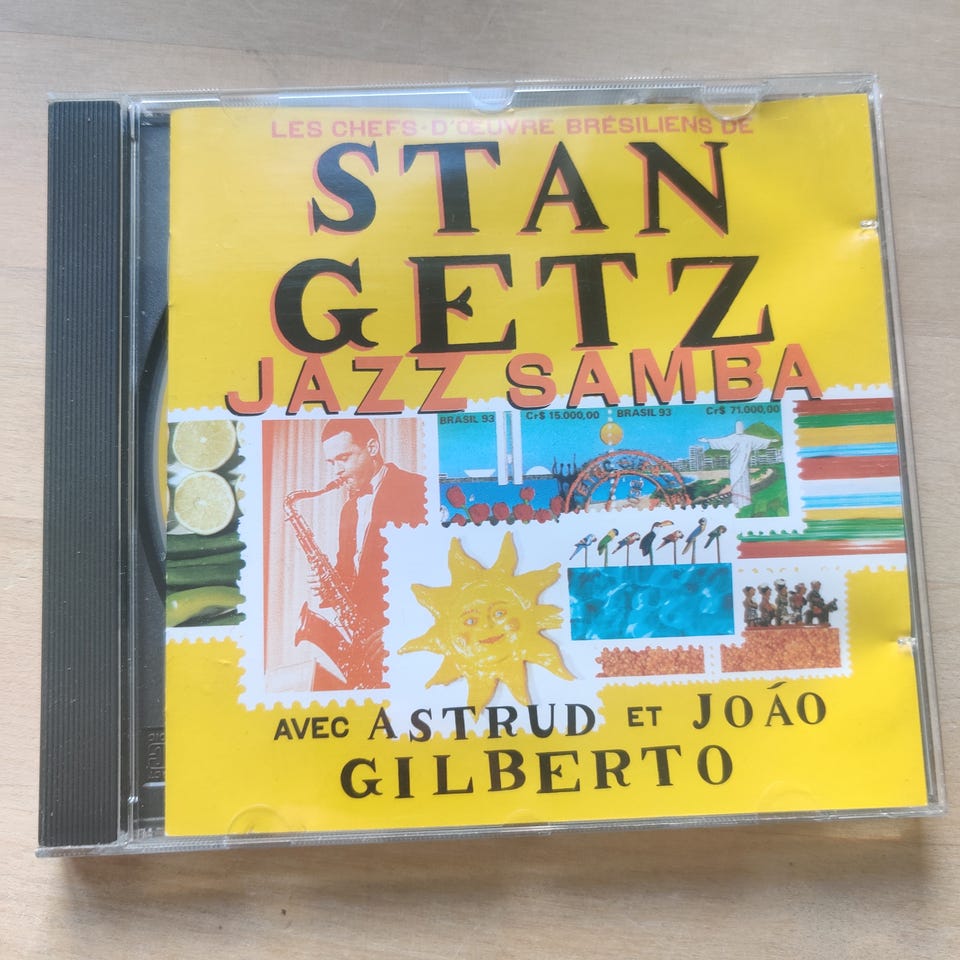 LES CHEFS-D'ŒUVRE BRÉSILIENS DE
STAN
GETZ
JAZZ SAMBA
BRASIL 93 Cr$ 15.000,00 BRASIL 93 Cr$ 71.000,00
AVEC ASTRUD ET JOÁO
GILBERTO